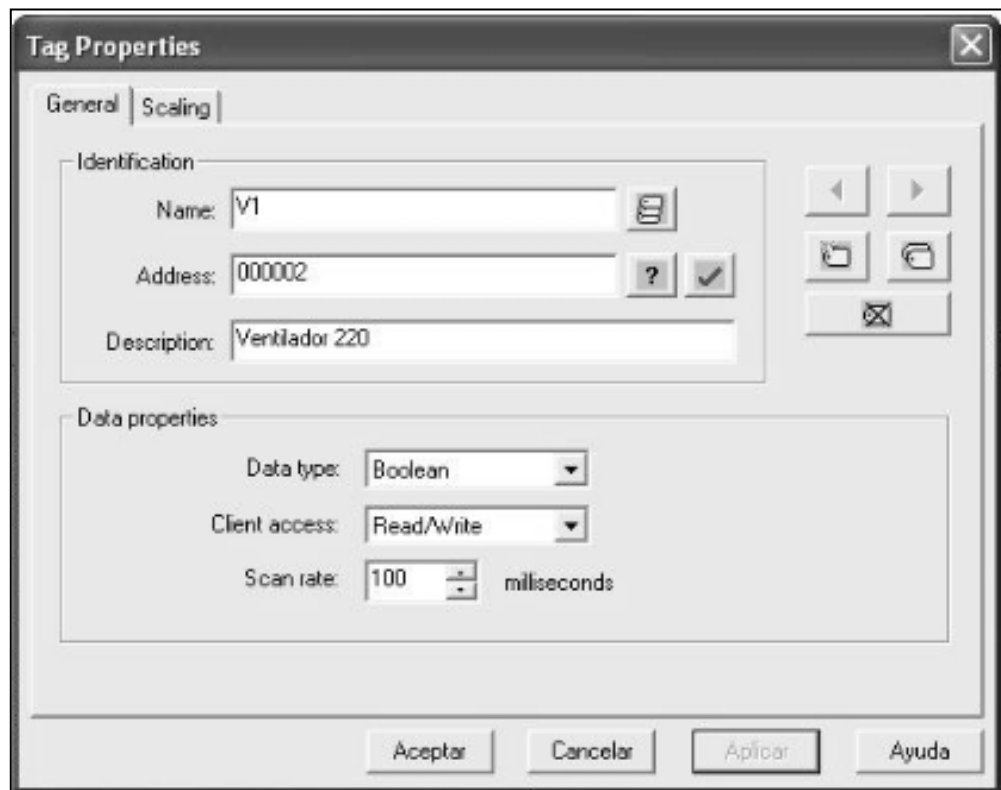 Tag Properties
General Scaling
Identification
Name: V1
Address: 000002 ?
Description: Ventilador 220
Data properties
Data type: Boolean
Client access: Read/Write
Scan rate: 100 milliseconds
Aceptar Cancelar Aplicar Ayuda